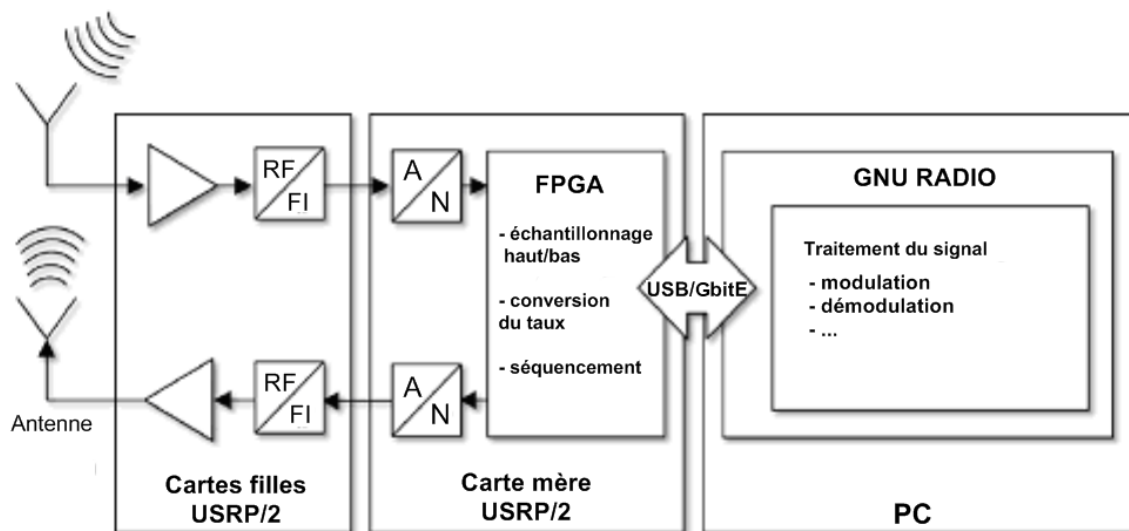 RF
FI
A
N
FPGA
- échantillonnage
haut/bas
- conversion
du taux
- séquencement
USB/GbitE
GNU RADIO
Traitement du signal
- modulation
- démodulation
- ...
RF
FI
A
N
Antenne
Cartes filles
USRP/2
Carte mère
USRP/2
PC